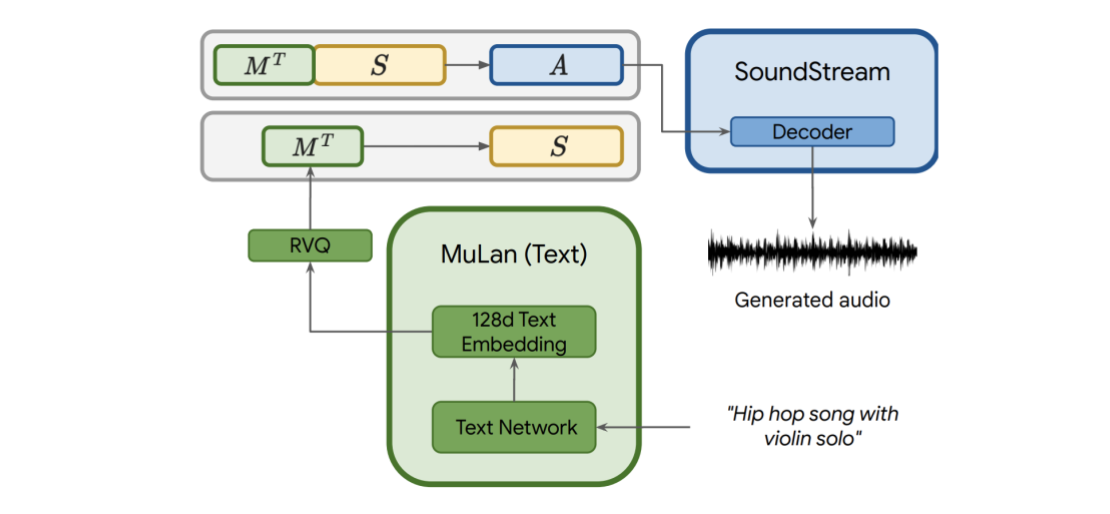 M^T S A
SoundStream
Decoder
M^T S
RVQ
MuLan (Text)
128d Text
Embedding
Text Network
Generated audio
"Hip hop song with
violin solo"